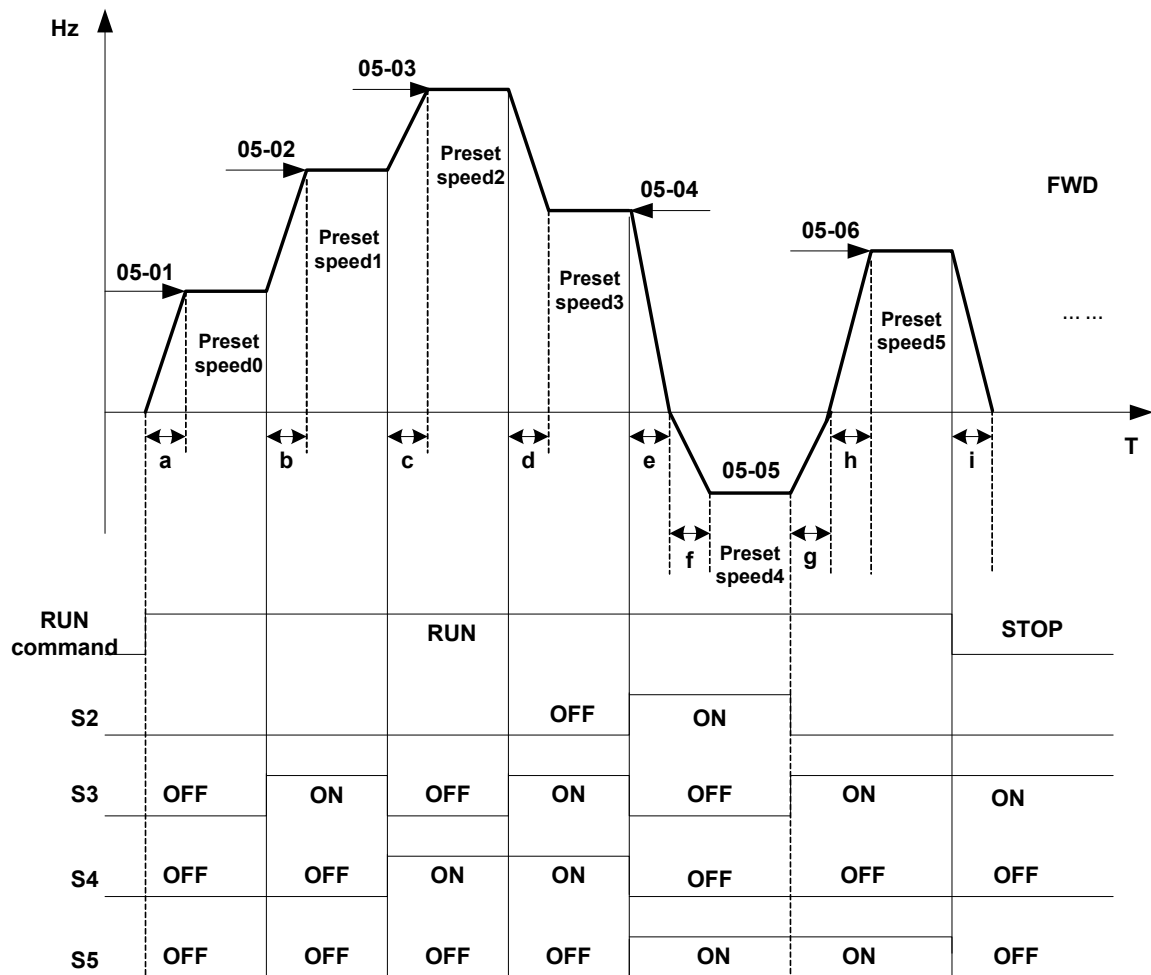 Hz
05-03
05-02
Preset
speed2
05-04
FWD
Preset
speed1
05-06
05-01
Preset
speed3
... ...
Preset
speed0
Preset
speed5
a
b
c
d
e
05-05
h
i
T
f
Preset
speed4
g
RUN
command
RUN
STOP
S2
OFF
ON
S3
OFF
ON
OFF
ON
OFF
ON
ON
S4
OFF
OFF
ON
ON
OFF
OFF
OFF
S5
OFF
OFF
OFF
OFF
ON
ON
OFF